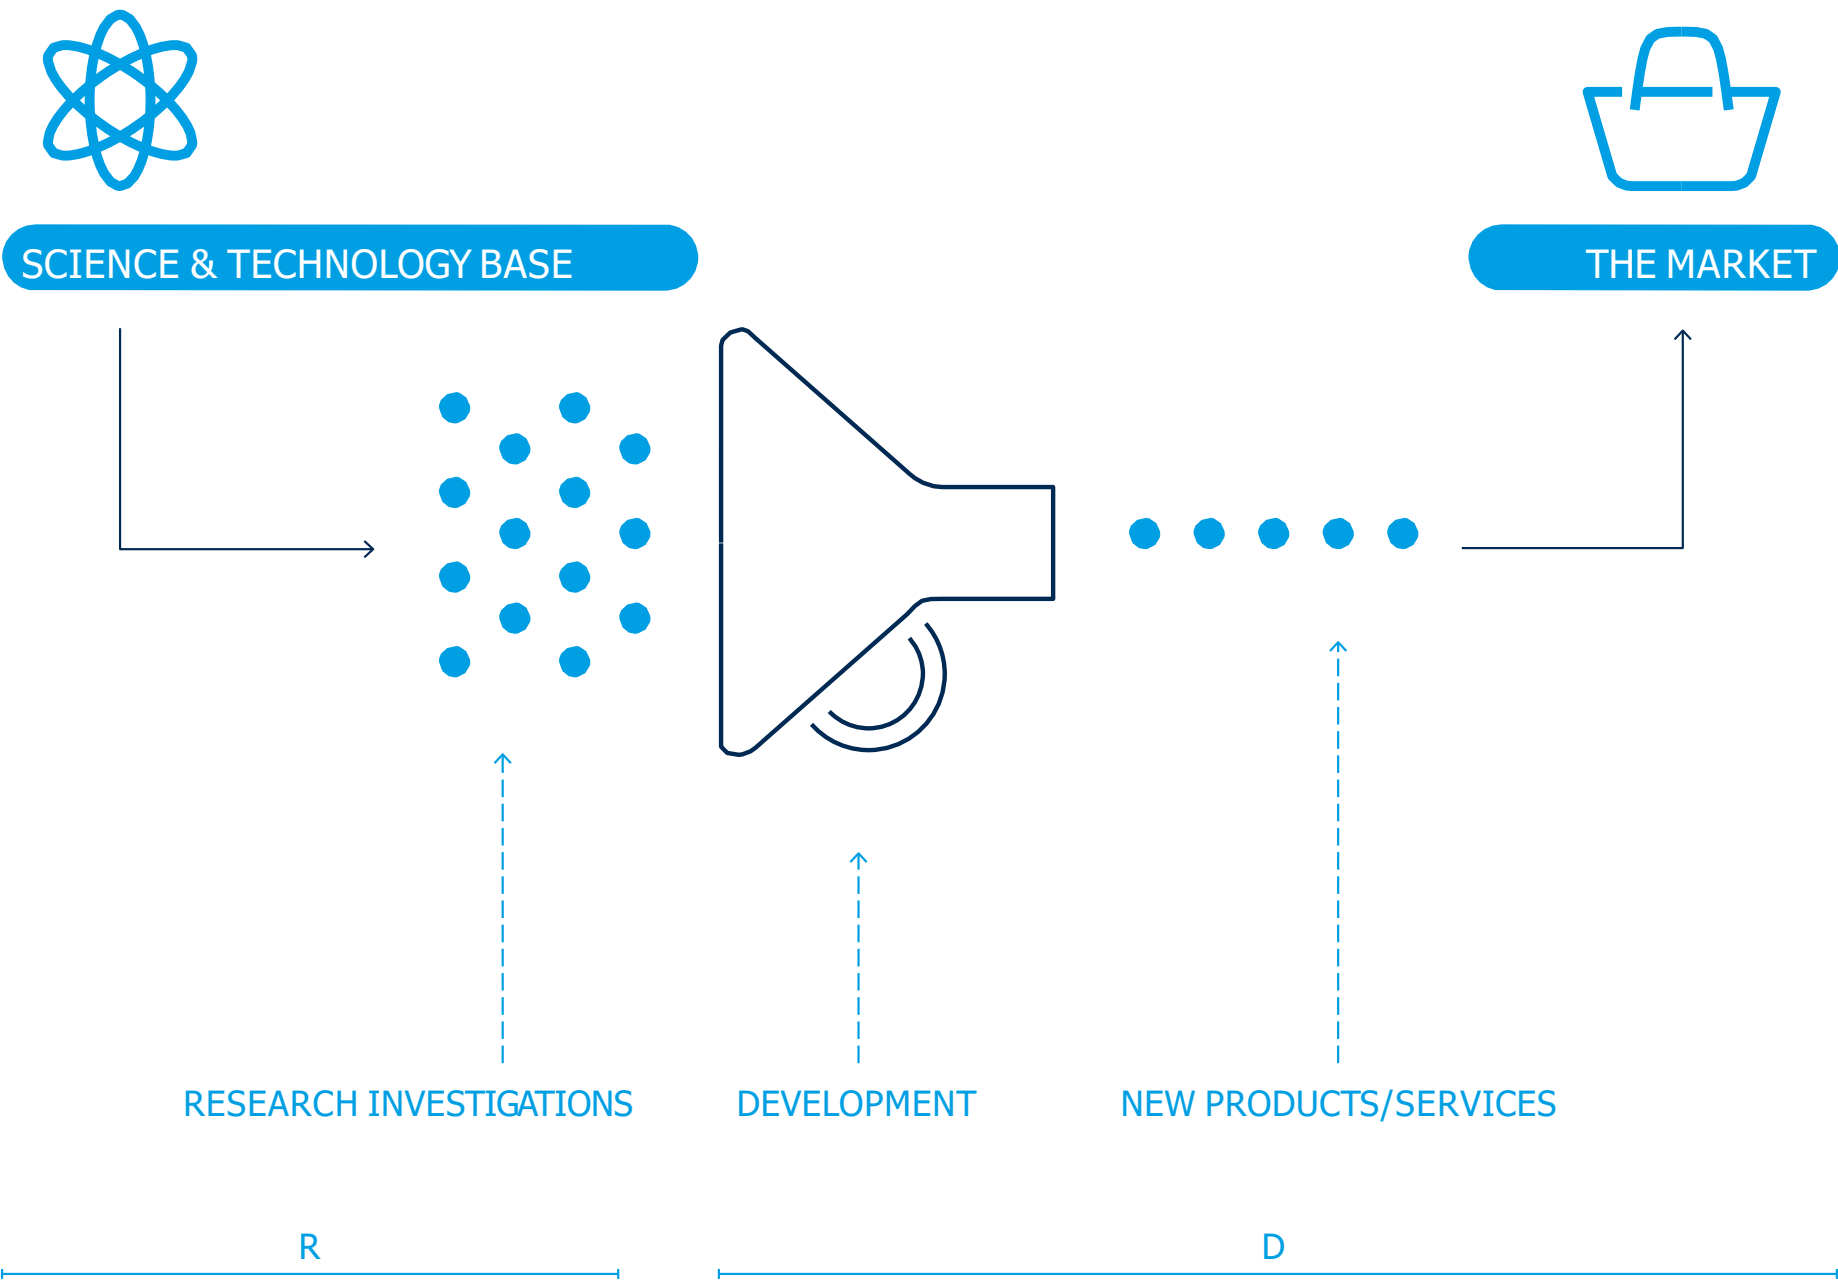 SCIENCE & TECHNOLOGY BASE
THE MARKET
RESEARCH INVESTIGATIONS
DEVELOPMENT
NEW PRODUCTS/SERVICES
R
D